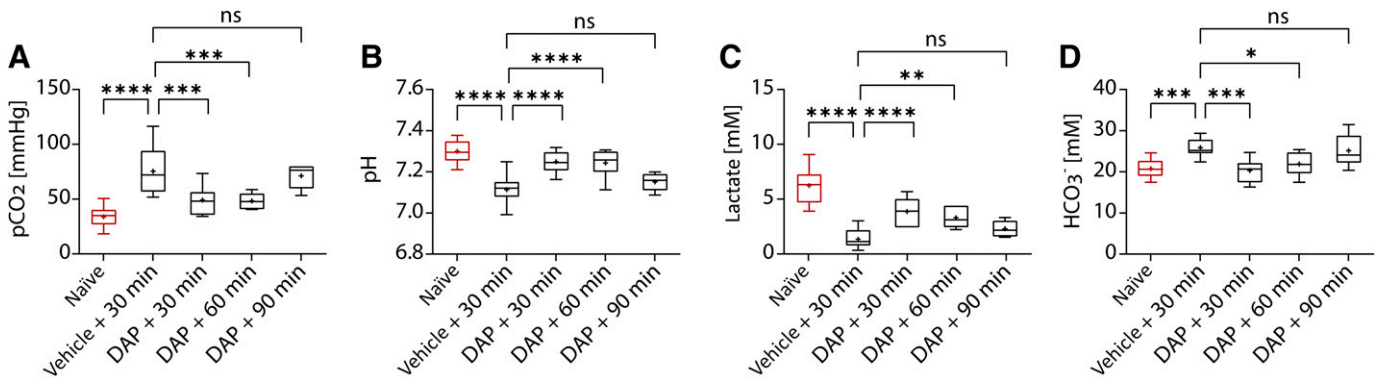 A
pCO2 [mmHg]
150
100
50
0
ns
***
**** ***
Naïve
Vehicle + 30 min
DAP + 30 min
DAP + 60 min
DAP + 90 min
B
pH
7.6
7.4
7.2
7.0
6.8
ns
****
**** ****
Naïve
Vehicle + 30 min
DAP + 30 min
DAP + 60 min
DAP + 90 min
C
Lactate [mM]
15
10
5
0
ns
**
**** ****
Naïve
Vehicle + 30 min
DAP + 30 min
DAP + 60 min
DAP + 90 min
D
HCO3- [mM]
40
30
20
10
0
ns
*
*** ***
Naïve
Vehicle + 30 min
DAP + 30 min
DAP + 60 min
DAP + 90 min